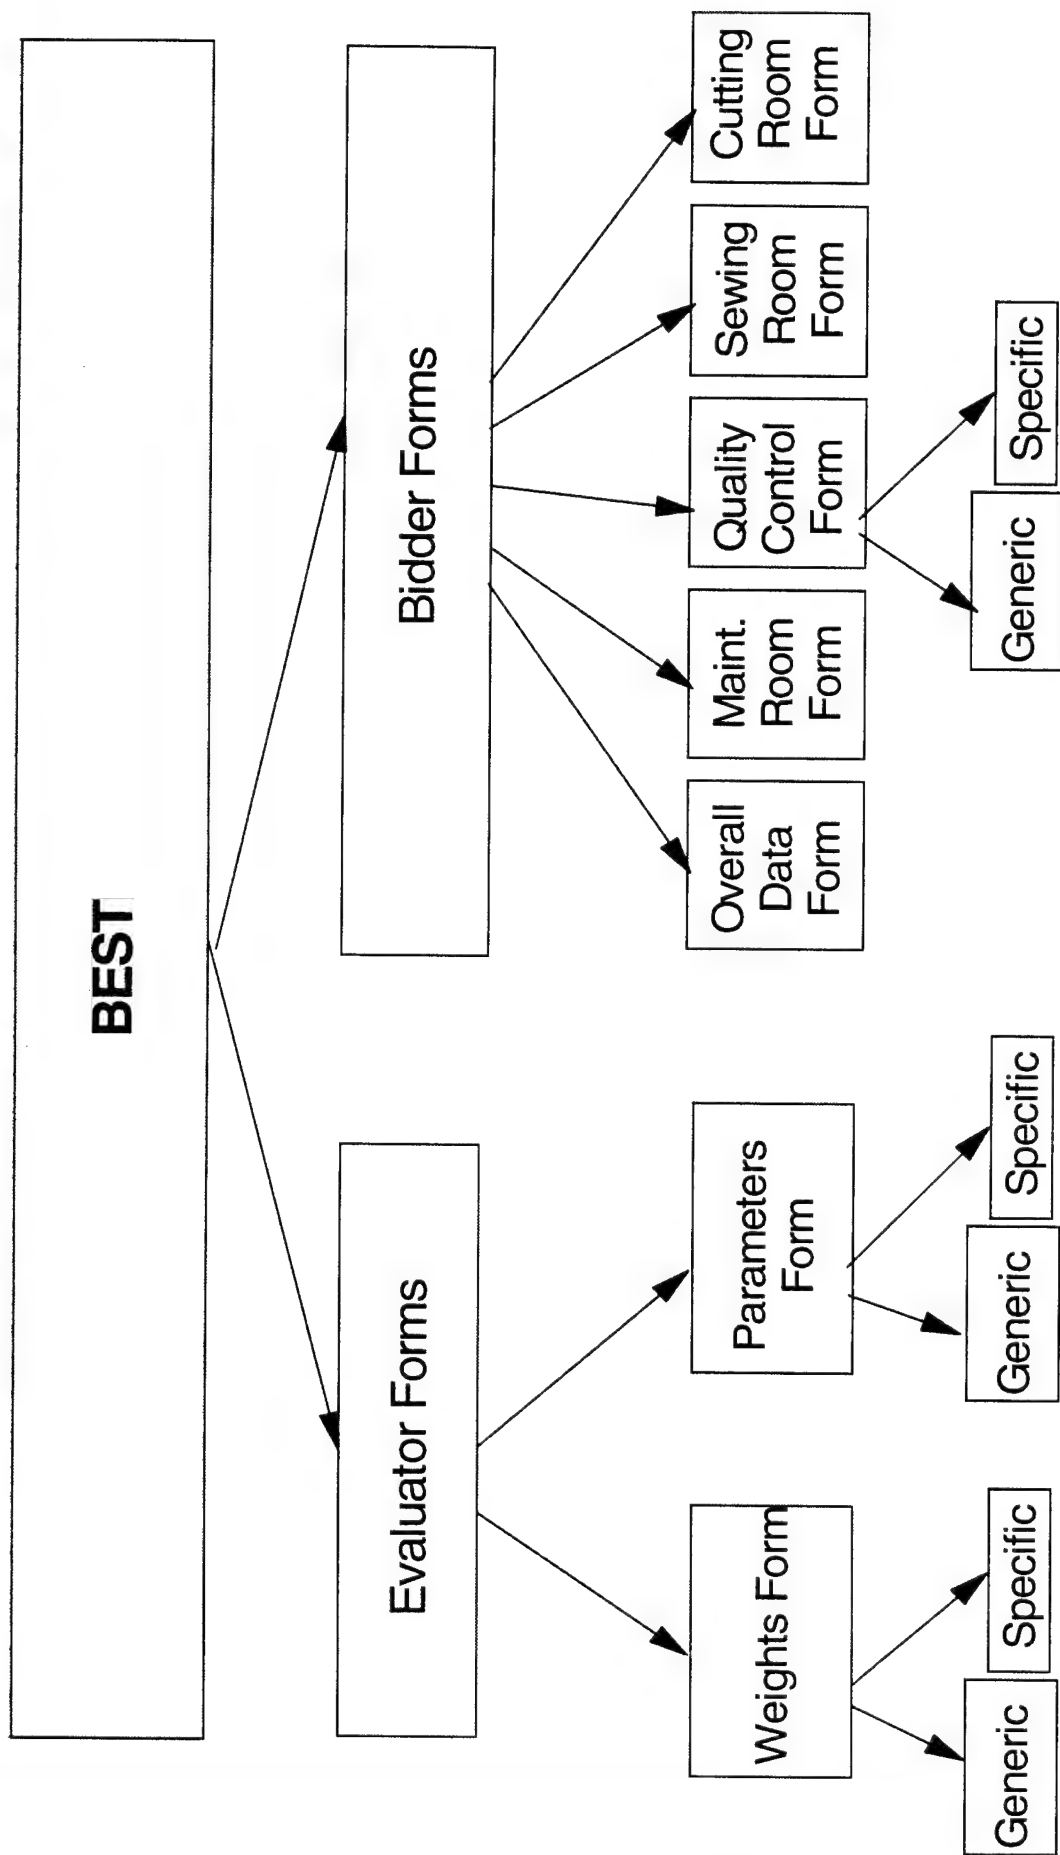 BEST
Evaluator Forms
Bidder Forms
Weights Form
Parameters
Form
Overall
Data
Form
Maint.
Room
Form
Quality
Control
Form
Sewing
Room
Form
Cutting
Room
Form
Generic
Specific
Generic
Specific
Generic
Specific